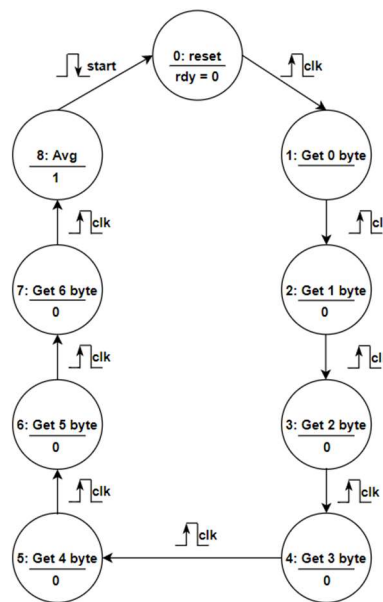 0: reset
rdy = 0
clk
1: Get 0 byte
cl
2: Get 1 byte
0
cl
3: Get 2 byte
0
clk
4: Get 3 byte
0
clk
5: Get 4 byte
0
clk
6: Get 5 byte
0
clk
7: Get 6 byte
0
clk
8: Avg
1
start